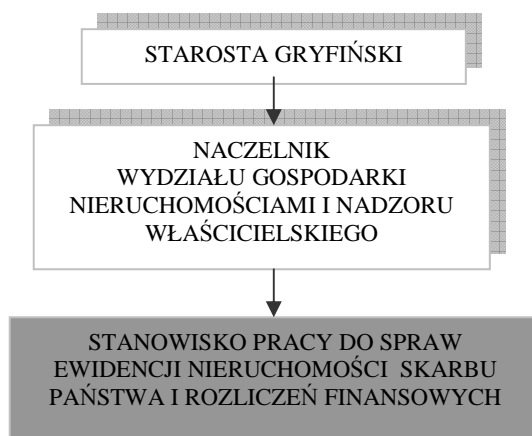 STAROSTA GRYFIŃSKI
NACZELNIK
WYDZIAŁU GOSPODARKI
NIERUCHOMOŚCIAMI I NADZORU
WŁAŚCICIELSKIEGO
STANOWISKO PRACY DO SPRAW
EWIDENCJI NIERUCHOMOŚCI SKARBU
PAŃSTWA I ROZLICZEŃ FINANSOWYCH